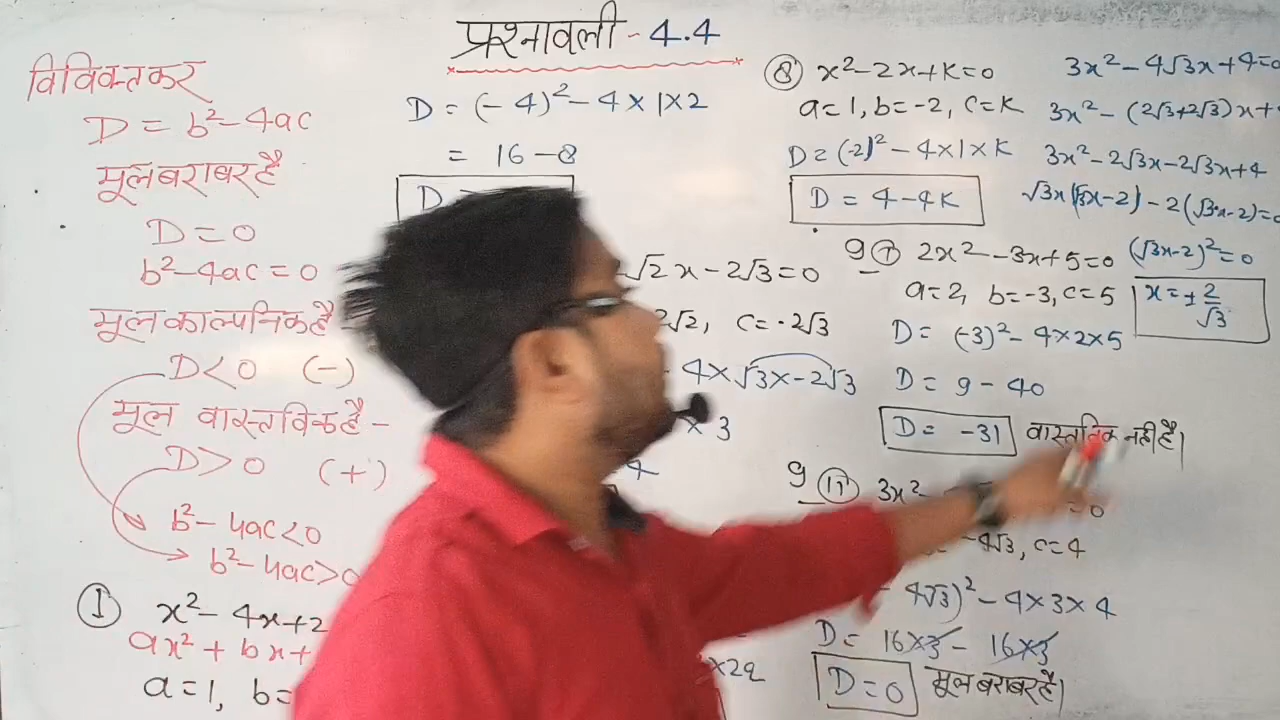 प्रश्नावली - 4.4
विविक्तकर
D = b² - 4ac
मूल बराबर है
D = 0
b² - 4ac = 0
मूल काल्पनिक है -
D < 0 (-)
मूल वास्तविक है -
D > 0 (+)
b² - 4ac < 0
b² - 4ac > 0
① x² - 4x + 2
ax² + bx +
a = 1, b =
D = (-4)² - 4 × 1 × 2
= 16 - 8
D =
√2 x - 2√3 = 0
2√2, c = -2√3
4 × √3 × -2√3
× 3
4
× 2q
⑧ x² - 2x + k = 0
a = 1, b = -2, c = k
D = (-2)² - 4 × 1 × k
D = 4 - 4k
9 ⓘ 2x² - 3x + 5 = 0
a = 2, b = -3, c = 5
D = (-3)² - 4 × 2 × 5
D = 9 - 40
D = -31 वास्तविक नहीं है।
9 ⓘⓘ 3x² -
= 0
-4√3, c = 4
4√3)² - 4 × 3 × 4
D = 16 × 3 - 16 × 3
D = 0 मूल बराबर है।
3x² - 4√3x + 4 = 0
3x² - (2√3 + 2√3)x +
3x² - 2√3x - 2√3x + 4
√3x (√3x - 2) - 2 (√3x - 2) = 0
(√3x - 2)² = 0
x = ± 2/√3